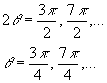 2θ = 3π/2, 7π/2,...
θ = 3π/4, 7π/4,...